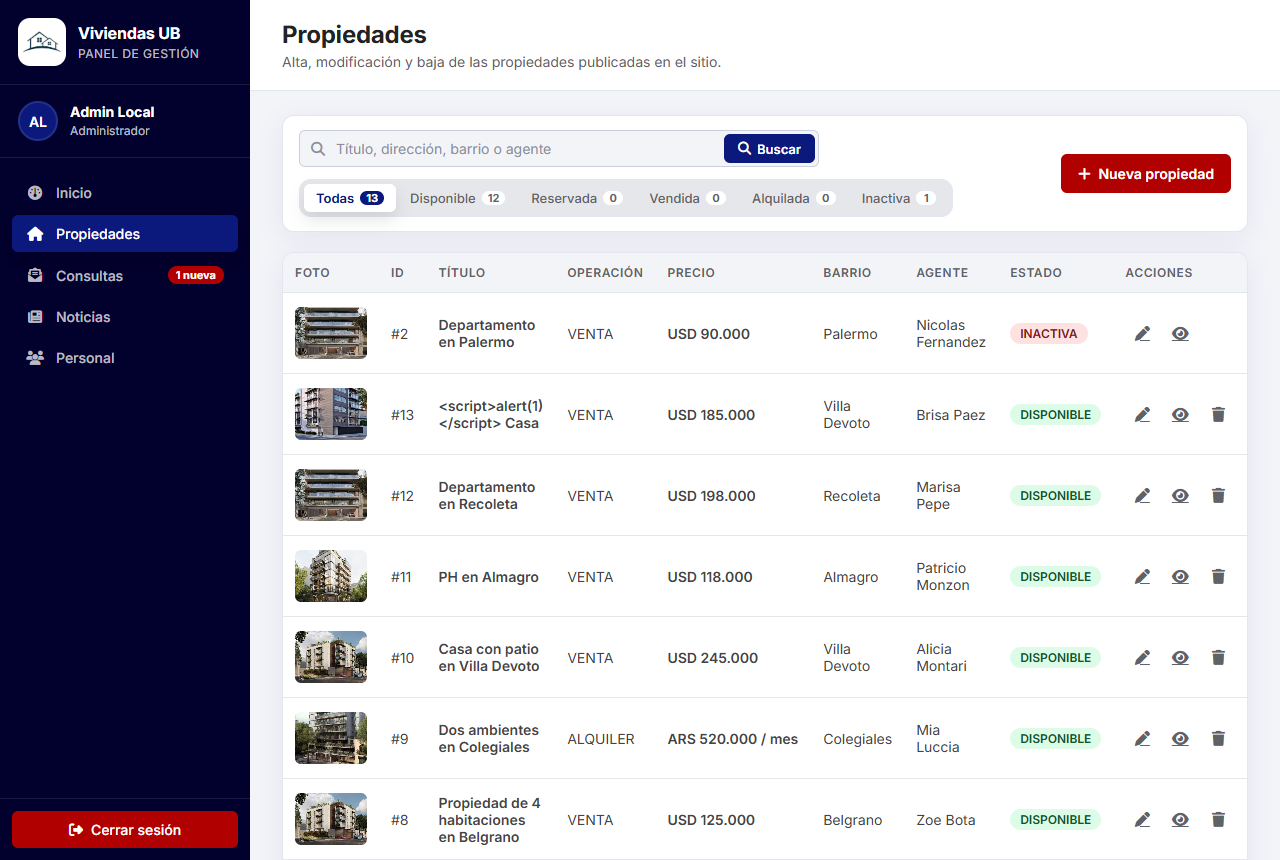 Viviendas UB
PANEL DE GESTIÓN
AL
Admin Local
Administrador
Inicio
Propiedades
Consultas 1 nueva
Noticias
Personal
Cerrar sesión
Propiedades
Alta, modificación y baja de las propiedades publicadas en el sitio.
Título, dirección, barrio o agente
Buscar
Todas 13 Disponible 12 Reservada 0 Vendida 0 Alquilada 0 Inactiva 1
+ Nueva propiedad
FOTO ID TÍTULO OPERACIÓN PRECIO BARRIO AGENTE ESTADO ACCIONES
#2 Departamento en Palermo VENTA USD 90.000 Palermo Nicolas Fernandez INACTIVA
#13 <script>alert(1)</script> Casa VENTA USD 185.000 Villa Devoto Brisa Paez DISPONIBLE
#12 Departamento en Recoleta VENTA USD 198.000 Recoleta Marisa Pepe DISPONIBLE
#11 PH en Almagro VENTA USD 118.000 Almagro Patricio Monzon DISPONIBLE
#10 Casa con patio en Villa Devoto VENTA USD 245.000 Villa Devoto Alicia Montari DISPONIBLE
#9 Dos ambientes en Colegiales ALQUILER ARS 520.000 / mes Colegiales Mia Luccia DISPONIBLE
#8 Propiedad de 4 habitaciones en Belgrano VENTA USD 125.000 Belgrano Zoe Bota DISPONIBLE